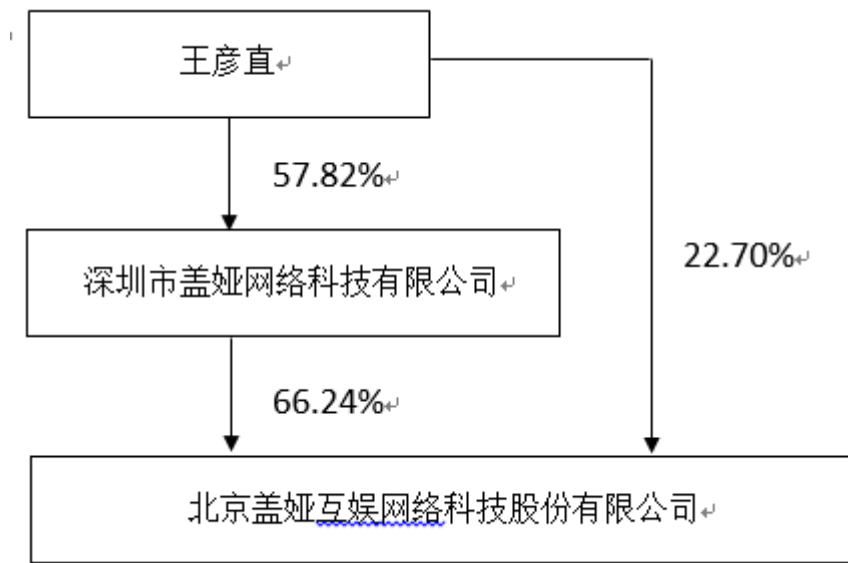 王彦直
57.82%
深圳市盖娅网络科技有限公司
22.70%
66.24%
北京盖娅互娱网络科技股份有限公司